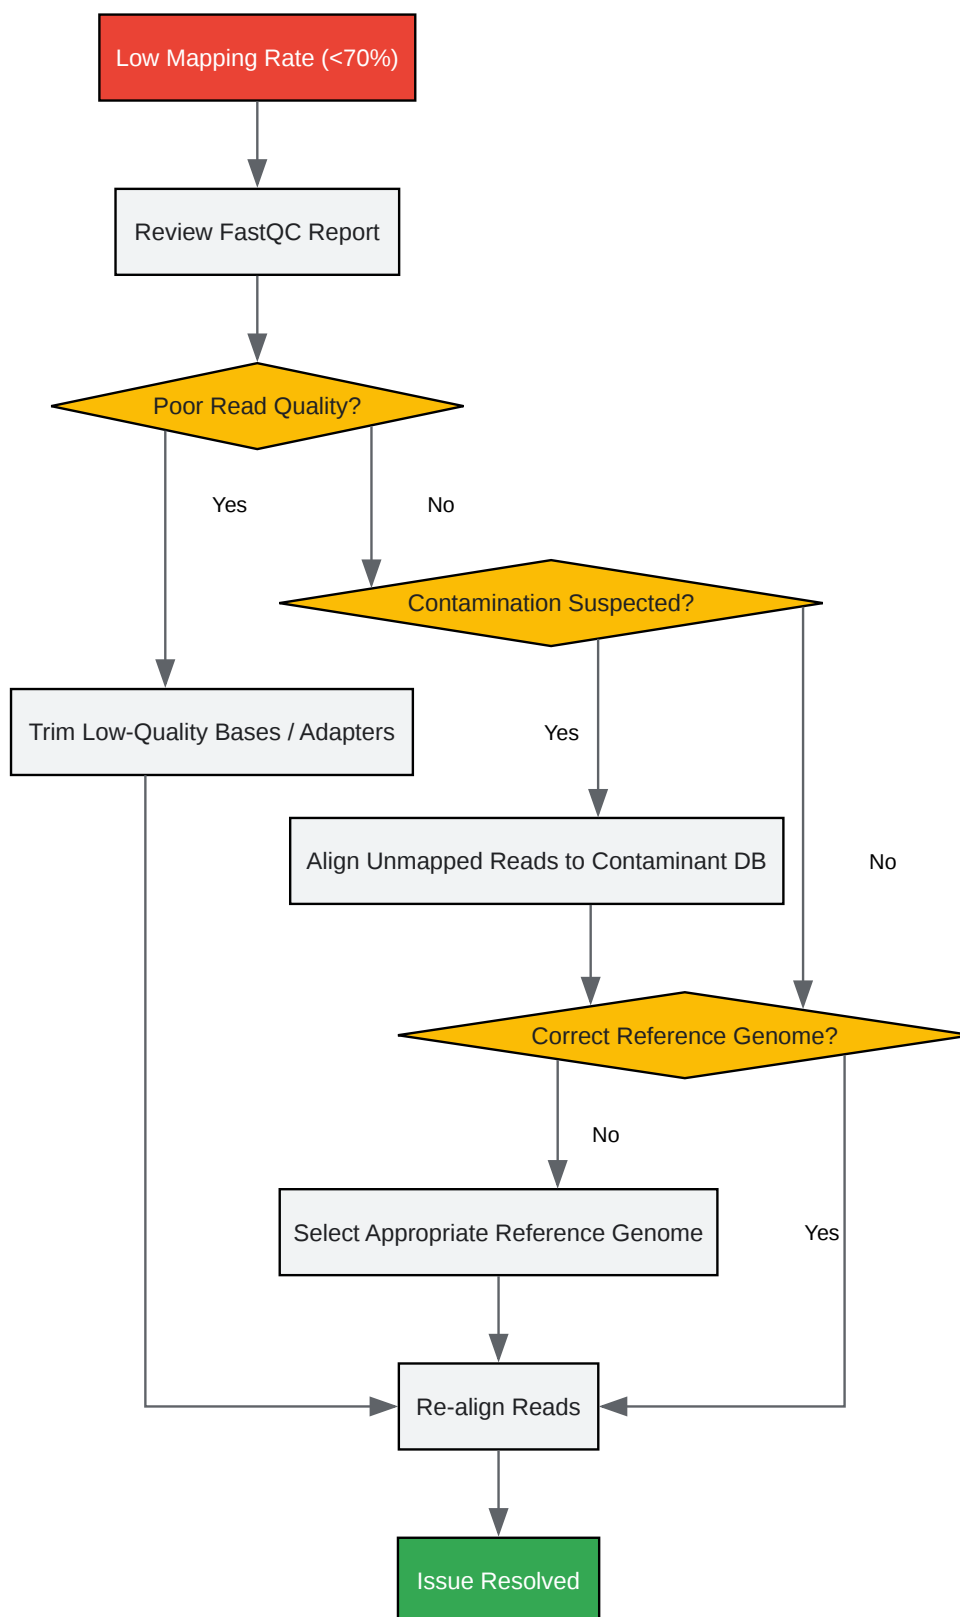 Low Mapping Rate (<70%)
Review FastQC Report
Poor Read Quality?
Yes
No
Contamination Suspected?
Trim Low-Quality Bases / Adapters
Yes
Align Unmapped Reads to Contaminant DB
No
Correct Reference Genome?
No
Select Appropriate Reference Genome
Yes
Re-align Reads
Issue Resolved